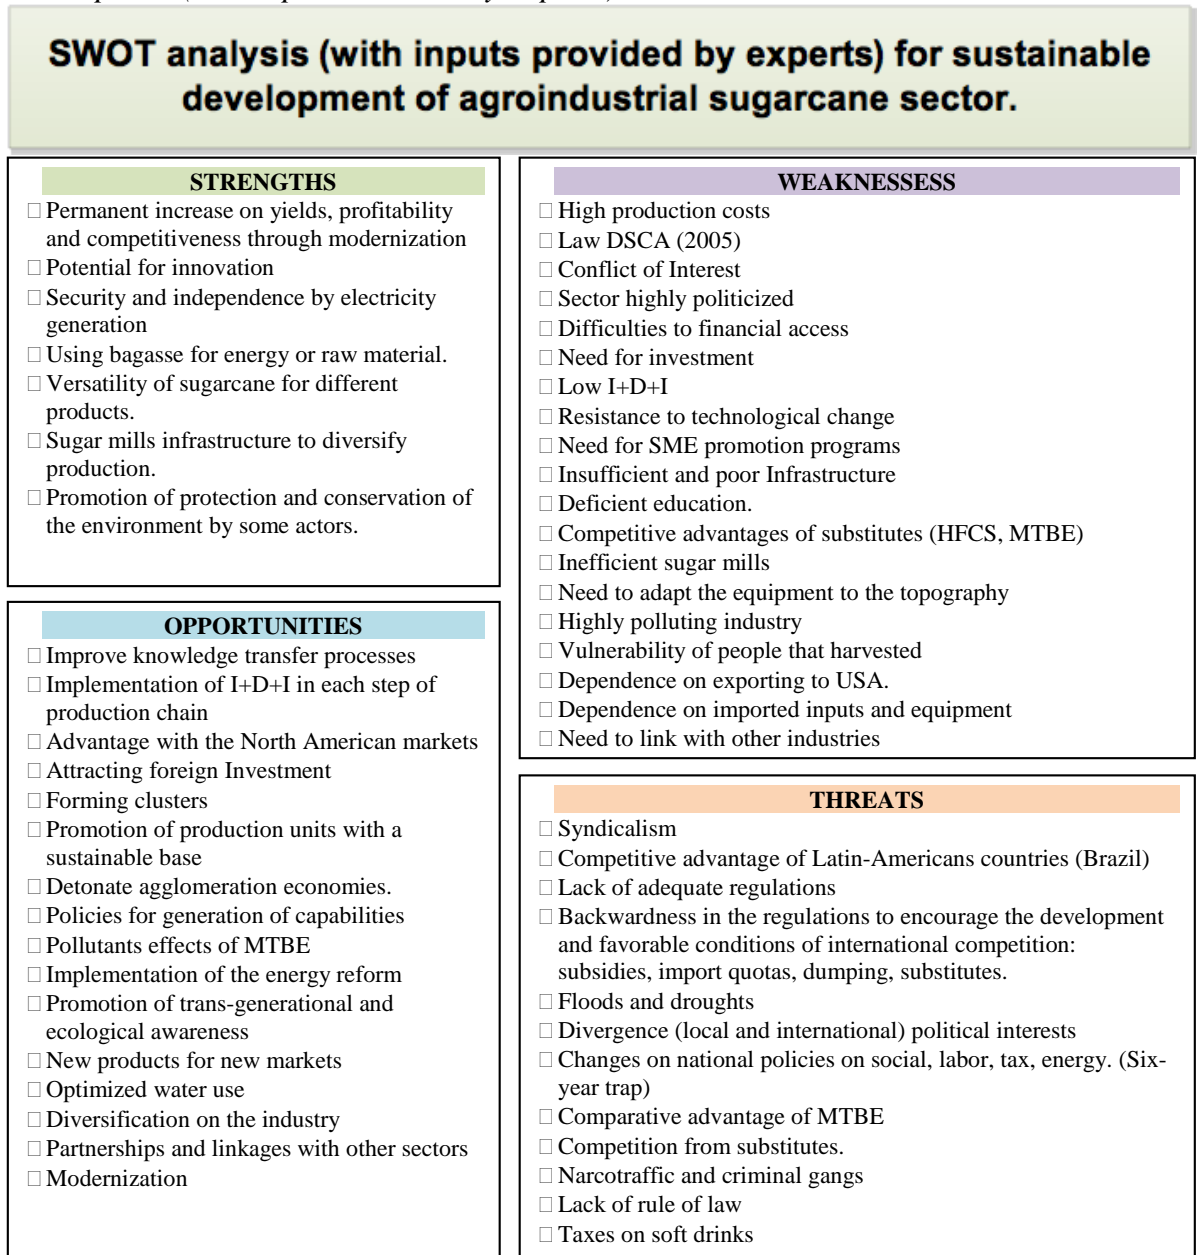 SWOT analysis (with inputs provided by experts) for sustainable
development of agroindustrial sugarcane sector.
STRENGTHS
□ Permanent increase on yields, profitability
and competitiveness through modernization
□ Potential for innovation
□ Security and independence by electricity
generation
□ Using bagasse for energy or raw material.
□ Versatility of sugarcane for different
products.
□ Sugar mills infrastructure to diversify
production.
□ Promotion of protection and conservation of
the environment by some actors.
OPPORTUNITIES
□ Improve knowledge transfer processes
□ Implementation of I+D+I in each step of
production chain
□ Advantage with the North American markets
□ Attracting foreign Investment
□ Forming clusters
□ Promotion of production units with a
sustainable base
□ Detonate agglomeration economies.
□ Policies for generation of capabilities
□ Pollutants effects of MTBE
□ Implementation of the energy reform
□ Promotion of trans-generational and
ecological awareness
□ New products for new markets
□ Optimized water use
□ Diversification on the industry
□ Partnerships and linkages with other sectors
□ Modernization
WEAKNESSESS
□ High production costs
□ Law DSCA (2005)
□ Conflict of Interest
□ Sector highly politicized
□ Difficulties to financial access
□ Need for investment
□ Low I+D+I
□ Resistance to technological change
□ Need for SME promotion programs
□ Insufficient and poor Infrastructure
□ Deficient education.
□ Competitive advantages of substitutes (HFCS, MTBE)
□ Inefficient sugar mills
□ Need to adapt the equipment to the topography
□ Highly polluting industry
□ Vulnerability of people that harvested
□ Dependence on exporting to USA.
□ Dependence on imported inputs and equipment
□ Need to link with other industries
THREATS
□ Syndicalism
□ Competitive advantage of Latin-Americans countries (Brazil)
□ Lack of adequate regulations
□ Backwardness in the regulations to encourage the development
and favorable conditions of international competition:
subsidies, import quotas, dumping, substitutes.
□ Floods and droughts
□ Divergence (local and international) political interests
□ Changes on national policies on social, labor, tax, energy. (Six-
year trap)
□ Comparative advantage of MTBE
□ Competition from substitutes.
□ Narcotraffic and criminal gangs
□ Lack of rule of law
□ Taxes on soft drinks